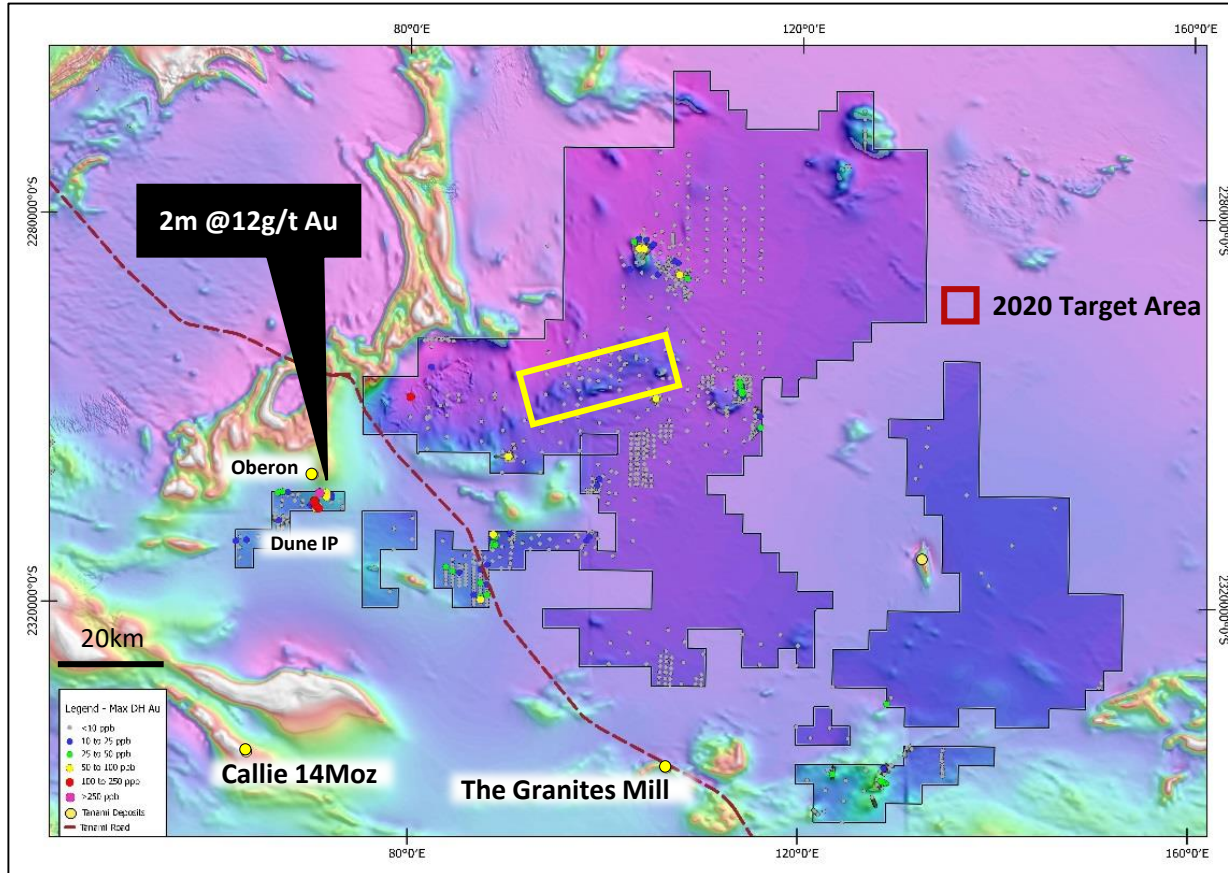 80°0'E
120°0'E
160°0'E
2280000°0'S
2280000°0'S
2m @12g/t Au
2020 Target Area
Oberon
Dune IP
2320000°0'S
2320000°0'S
20km
Legend - Max DH Au
<10 ppb
10 to 25 ppb
25 to 50 ppb
50 to 100 ppb
100 to 250 ppb
>250 ppb
Tanami Deposits
Tanami Road
Callie 14Moz
The Granites Mill
80°0'E
120°0'E
160°0'E